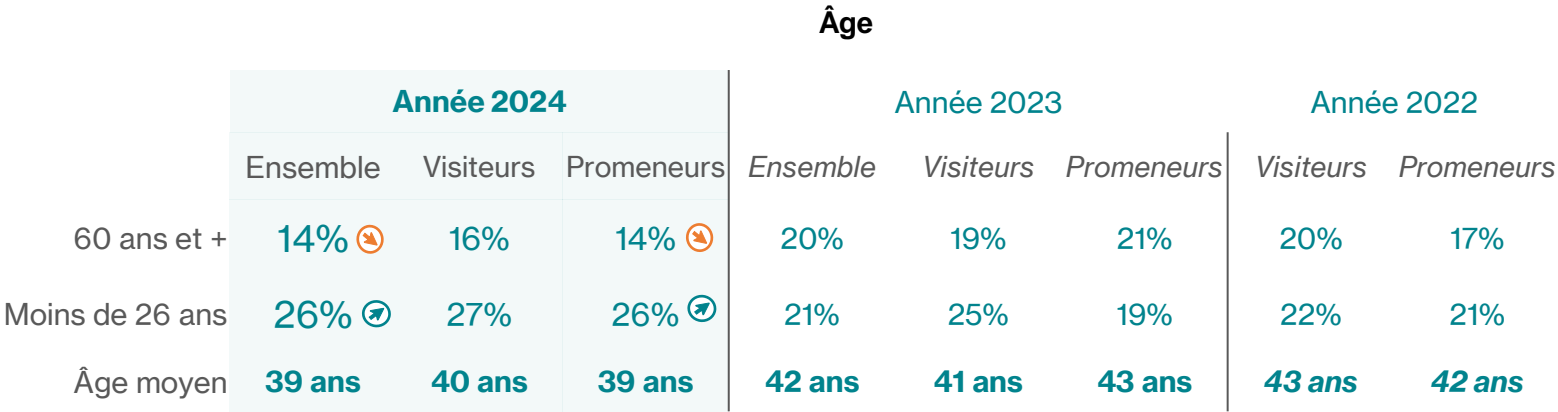 Âge
Année 2024 Année 2023 Année 2022
Ensemble Visiteurs Promeneurs Ensemble Visiteurs Promeneurs Visiteurs Promeneurs
60 ans et + 14% 16% 14% 20% 19% 21% 20% 17%
Moins de 26 ans 26% 27% 26% 21% 25% 19% 22% 21%
Âge moyen 39 ans 40 ans 39 ans 42 ans 41 ans 43 ans 43 ans 42 ans